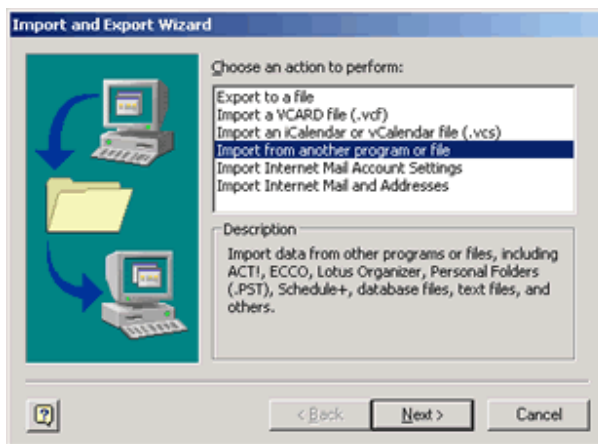 Import and Export Wizard
Choose an action to perform:
Export to a file
Import a VCARD file (.vcf)
Import an iCalendar or vCalendar file (.vcs)
Import from another program or file
Import Internet Mail Account Settings
Import Internet Mail and Addresses
Description
Import data from other programs or files, including
ACT!, ECCO, Lotus Organizer, Personal Folders
(.PST), Schedule+, database files, text files, and
others.
?
< Back
Next >
Cancel